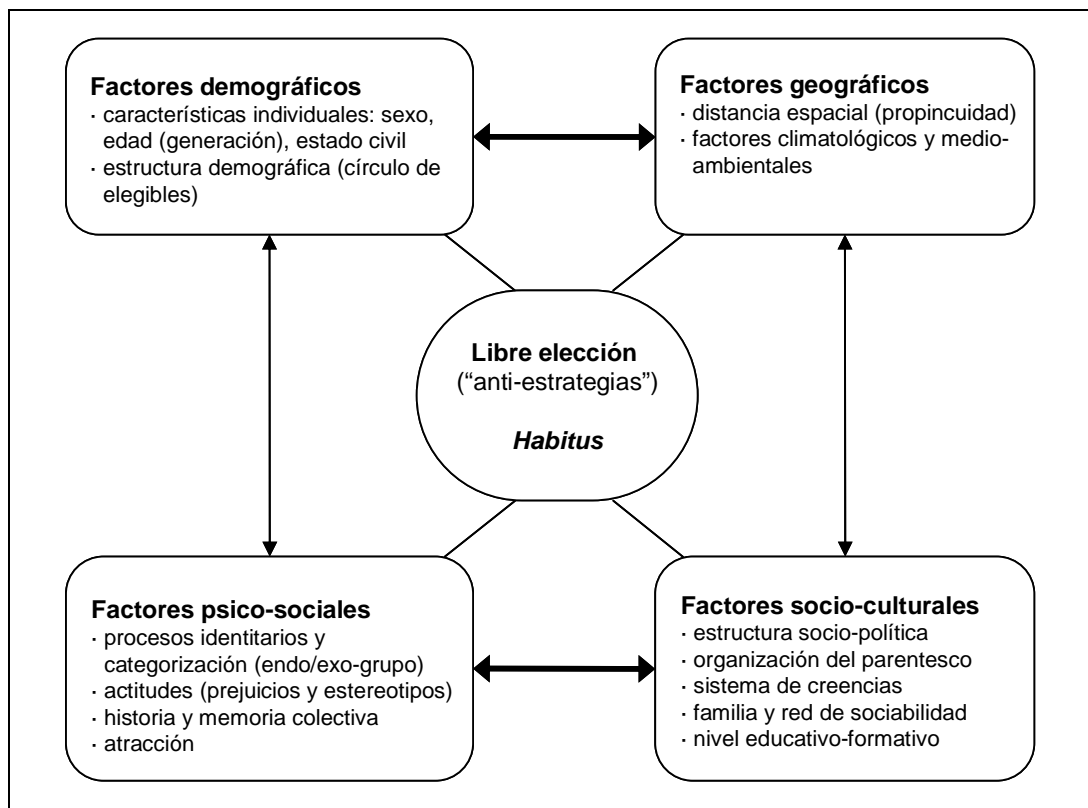 Factores demográficos
· características individuales: sexo,
edad (generación), estado civil
· estructura demográfica (círculo de
elegibles)
Factores geográficos
· distancia espacial (propincuidad)
· factores climatológicos y medio-
ambientales
Libre elección
(“anti-estrategias”)
Habitus
Factores psico-sociales
· procesos identitarios y
categorización (endo/exo-grupo)
· actitudes (prejuicios y estereotipos)
· historia y memoria colectiva
· atracción
Factores socio-culturales
· estructura socio-política
· organización del parentesco
· sistema de creencias
· familia y red de sociabilidad
· nivel educativo-formativo